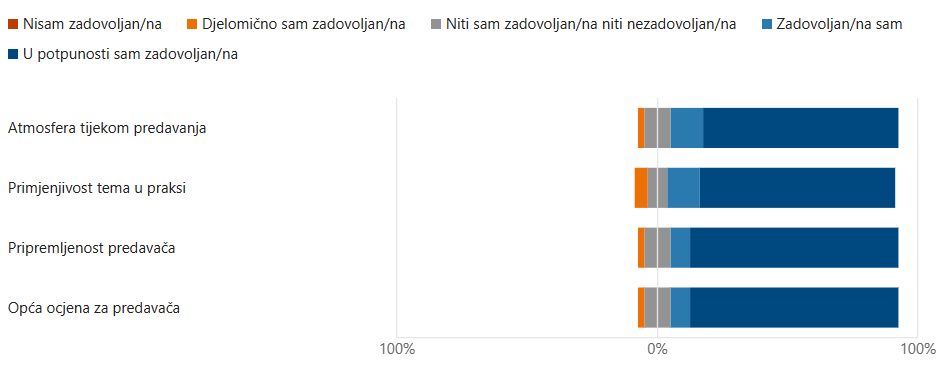 Nisam zadovoljan/na Djelomično sam zadovoljan/na Niti sam zadovoljan/na niti nezadovoljan/na Zadovoljan/na sam
U potpunosti sam zadovoljan/na
Atmosfera tijekom predavanja
Primjenjivost tema u praksi
Pripremljenost predavača
Opća ocjena za predavača
100% 0% 100%